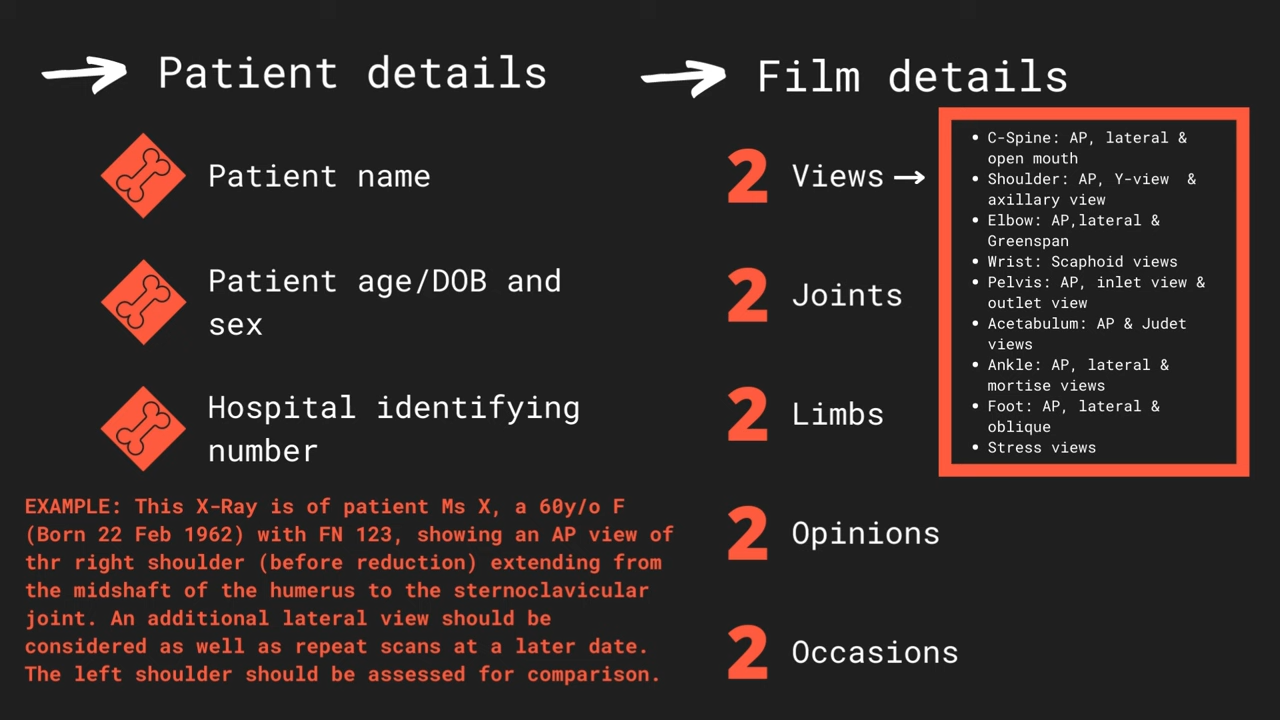 Patient details
Patient name
Patient age/DOB and
sex
Hospital identifying
number
EXAMPLE: This X-Ray is of patient Ms X, a 60y/o F
(Born 22 Feb 1962) with FN 123, showing an AP view of
thr right shoulder (before reduction) extending from
the midshaft of the humerus to the sternoclavicular
joint. An additional lateral view should be
considered as well as repeat scans at a later date.
The left shoulder should be assessed for comparison.
Film details
2 Views →
2 Joints
2 Limbs
2 Opinions
2 Occasions
• C-Spine: AP, lateral &
open mouth
• Shoulder: AP, Y-view &
axillary view
• Elbow: AP,lateral &
Greenspan
• Wrist: Scaphoid views
• Pelvis: AP, inlet view &
outlet view
• Acetabulum: AP & Judet
views
• Ankle: AP, lateral &
mortise views
• Foot: AP, lateral &
oblique
• Stress views